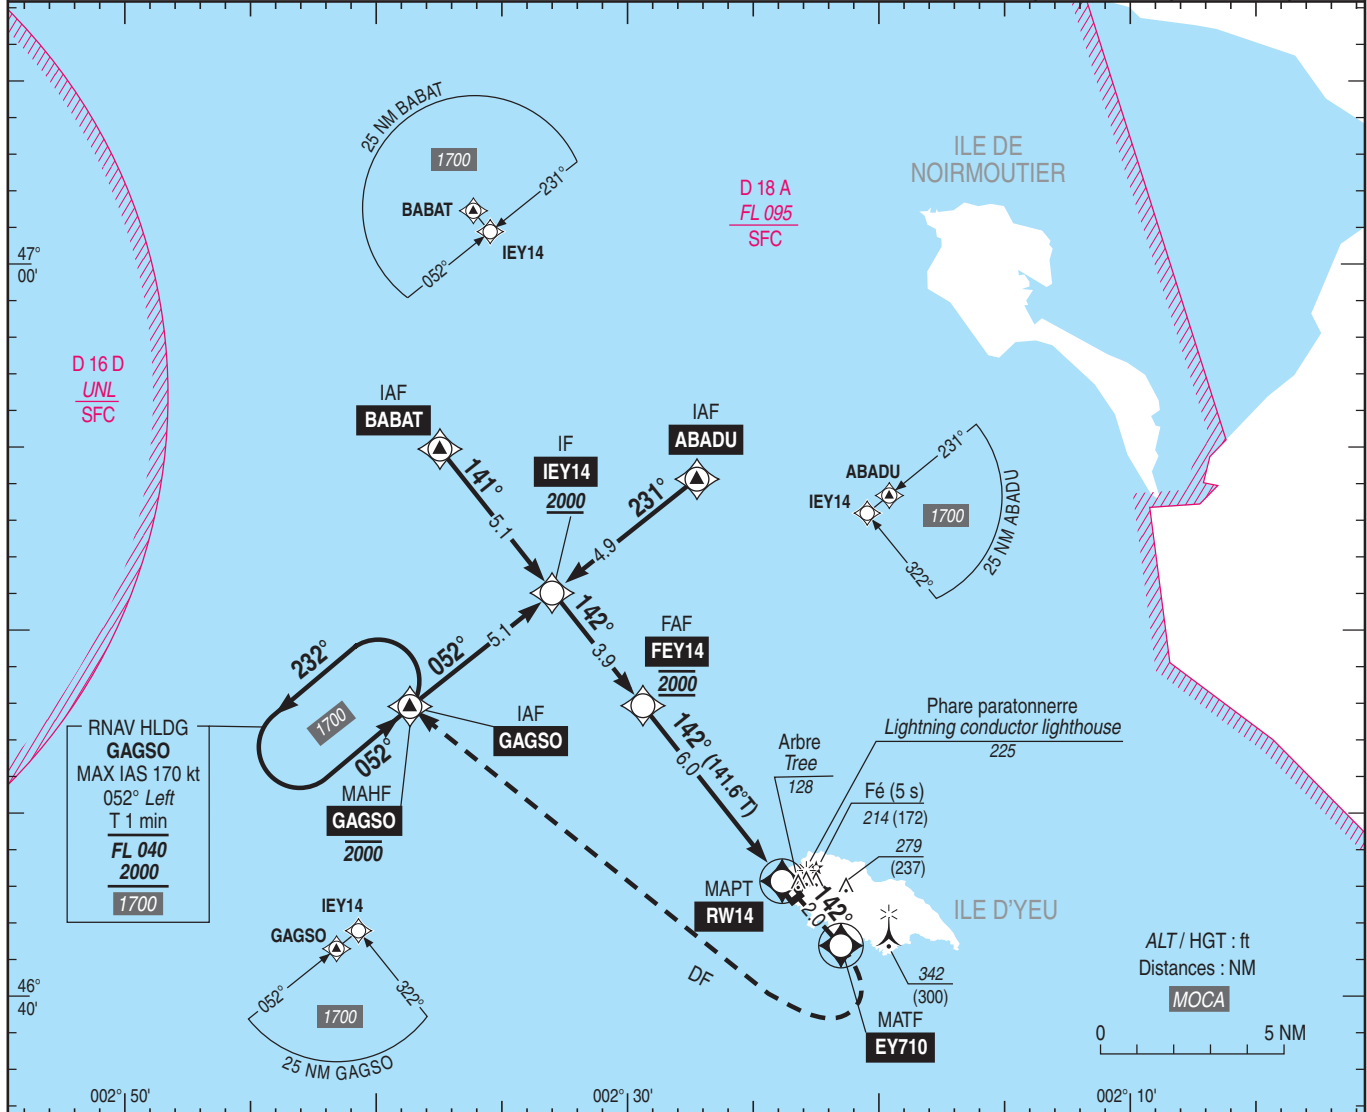 25 NM BABAT
1700
231°
BABAT
IEY14
052°
ILE DE
NOIRMOUTIER
D 18 A
FL 095
SFC
47°
00'
D 16 D
UNL
SFC
IAF
BABAT
IAF
ABADU
IF
IEY14
2000
141°
5.1
231°
4.9
231°
ABADU
IEY14
1700
322°
25 NM ABADU
142°
3.9
052°
5.1
FAF
FEY14
2000
232°
1700
052°
IAF
GAGSO
RNAV HLDG
GAGSO
MAX IAS 170 kt
052° Left
T 1 min
FL 040
2000
1700
MAHF
GAGSO
2000
142° (141.6°T)
6.0
Phare paratonnerre
Lightning conductor lighthouse
225
Arbre
Tree
128
Fé (5 s)
214 (172)
279
(237)
MAPT
RW14
142°
2.0
ILE D'YEU
342
(300)
DF
MATF
EY710
IEY14
GAGSO
052°
322°
1700
25 NM GAGSO
ALT / HGT : ft
Distances : NM
MOCA
0 5 NM
46°
40'
002° 50'
002° 30'
002° 10'